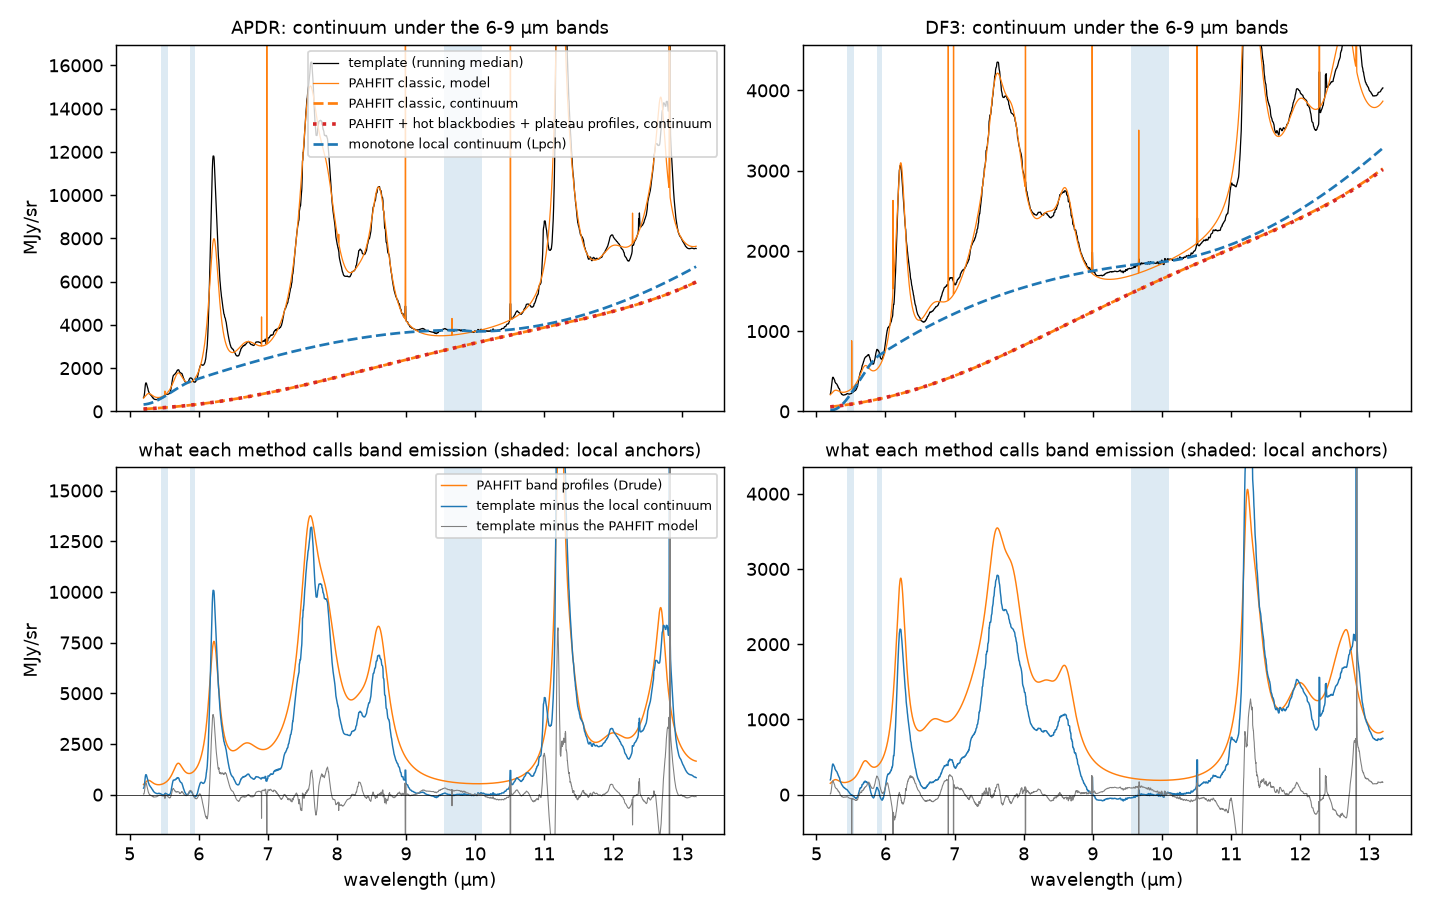 APDR: continuum under the 6-9 µm bands
16000
14000
12000
10000
8000
6000
4000
2000
0
MJy/sr
template (running median)
PAHFIT classic, model
PAHFIT classic, continuum
PAHFIT + hot blackbodies + plateau profiles, continuum
monotone local continuum (Lpch)
DF3: continuum under the 6-9 µm bands
4000
3000
2000
1000
0
what each method calls band emission (shaded: local anchors)
15000
12500
10000
7500
5000
2500
0
MJy/sr
PAHFIT band profiles (Drude)
template minus the local continuum
template minus the PAHFIT model
5 6 7 8 9 10 11 12 13
wavelength (µm)
what each method calls band emission (shaded: local anchors)
4000
3000
2000
1000
0
5 6 7 8 9 10 11 12 13
wavelength (µm)